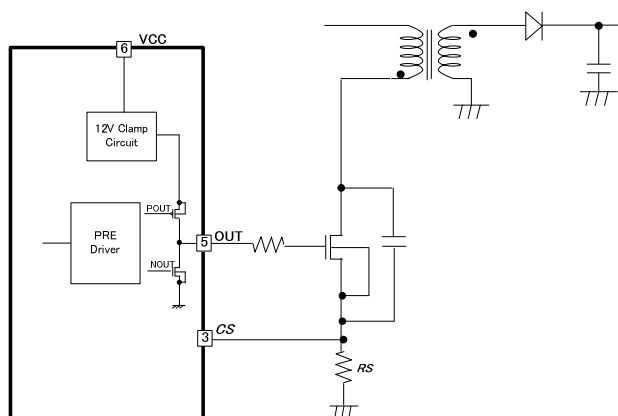 6 VCC
12V Clamp
Circuit
POUT
PRE
Driver
5 OUT
NOUT
3 CS
RS